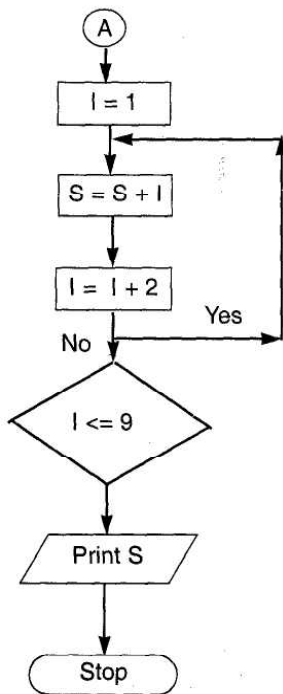 A
I = 1
S = S + I
I = I + 2
Yes
No
I <= 9
Print S
Stop